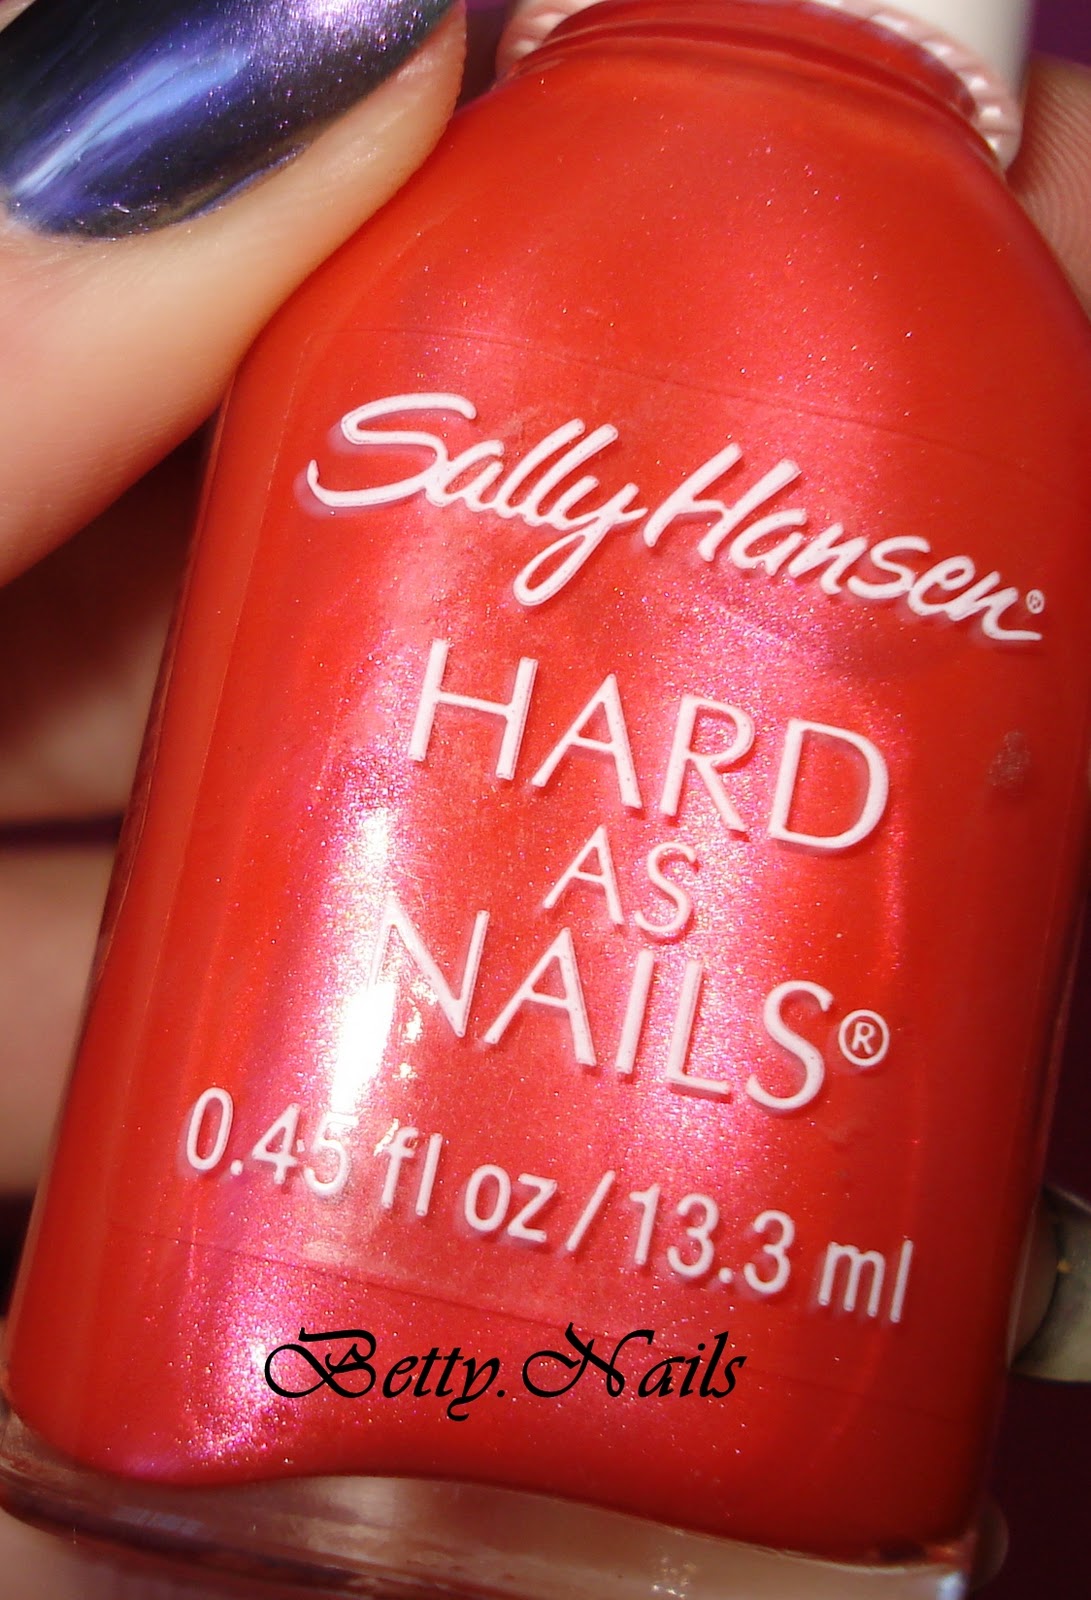 Sally Hansen®
HARD
AS
NAILS®
0.45 fl oz/13.3 ml
Betty.Nails